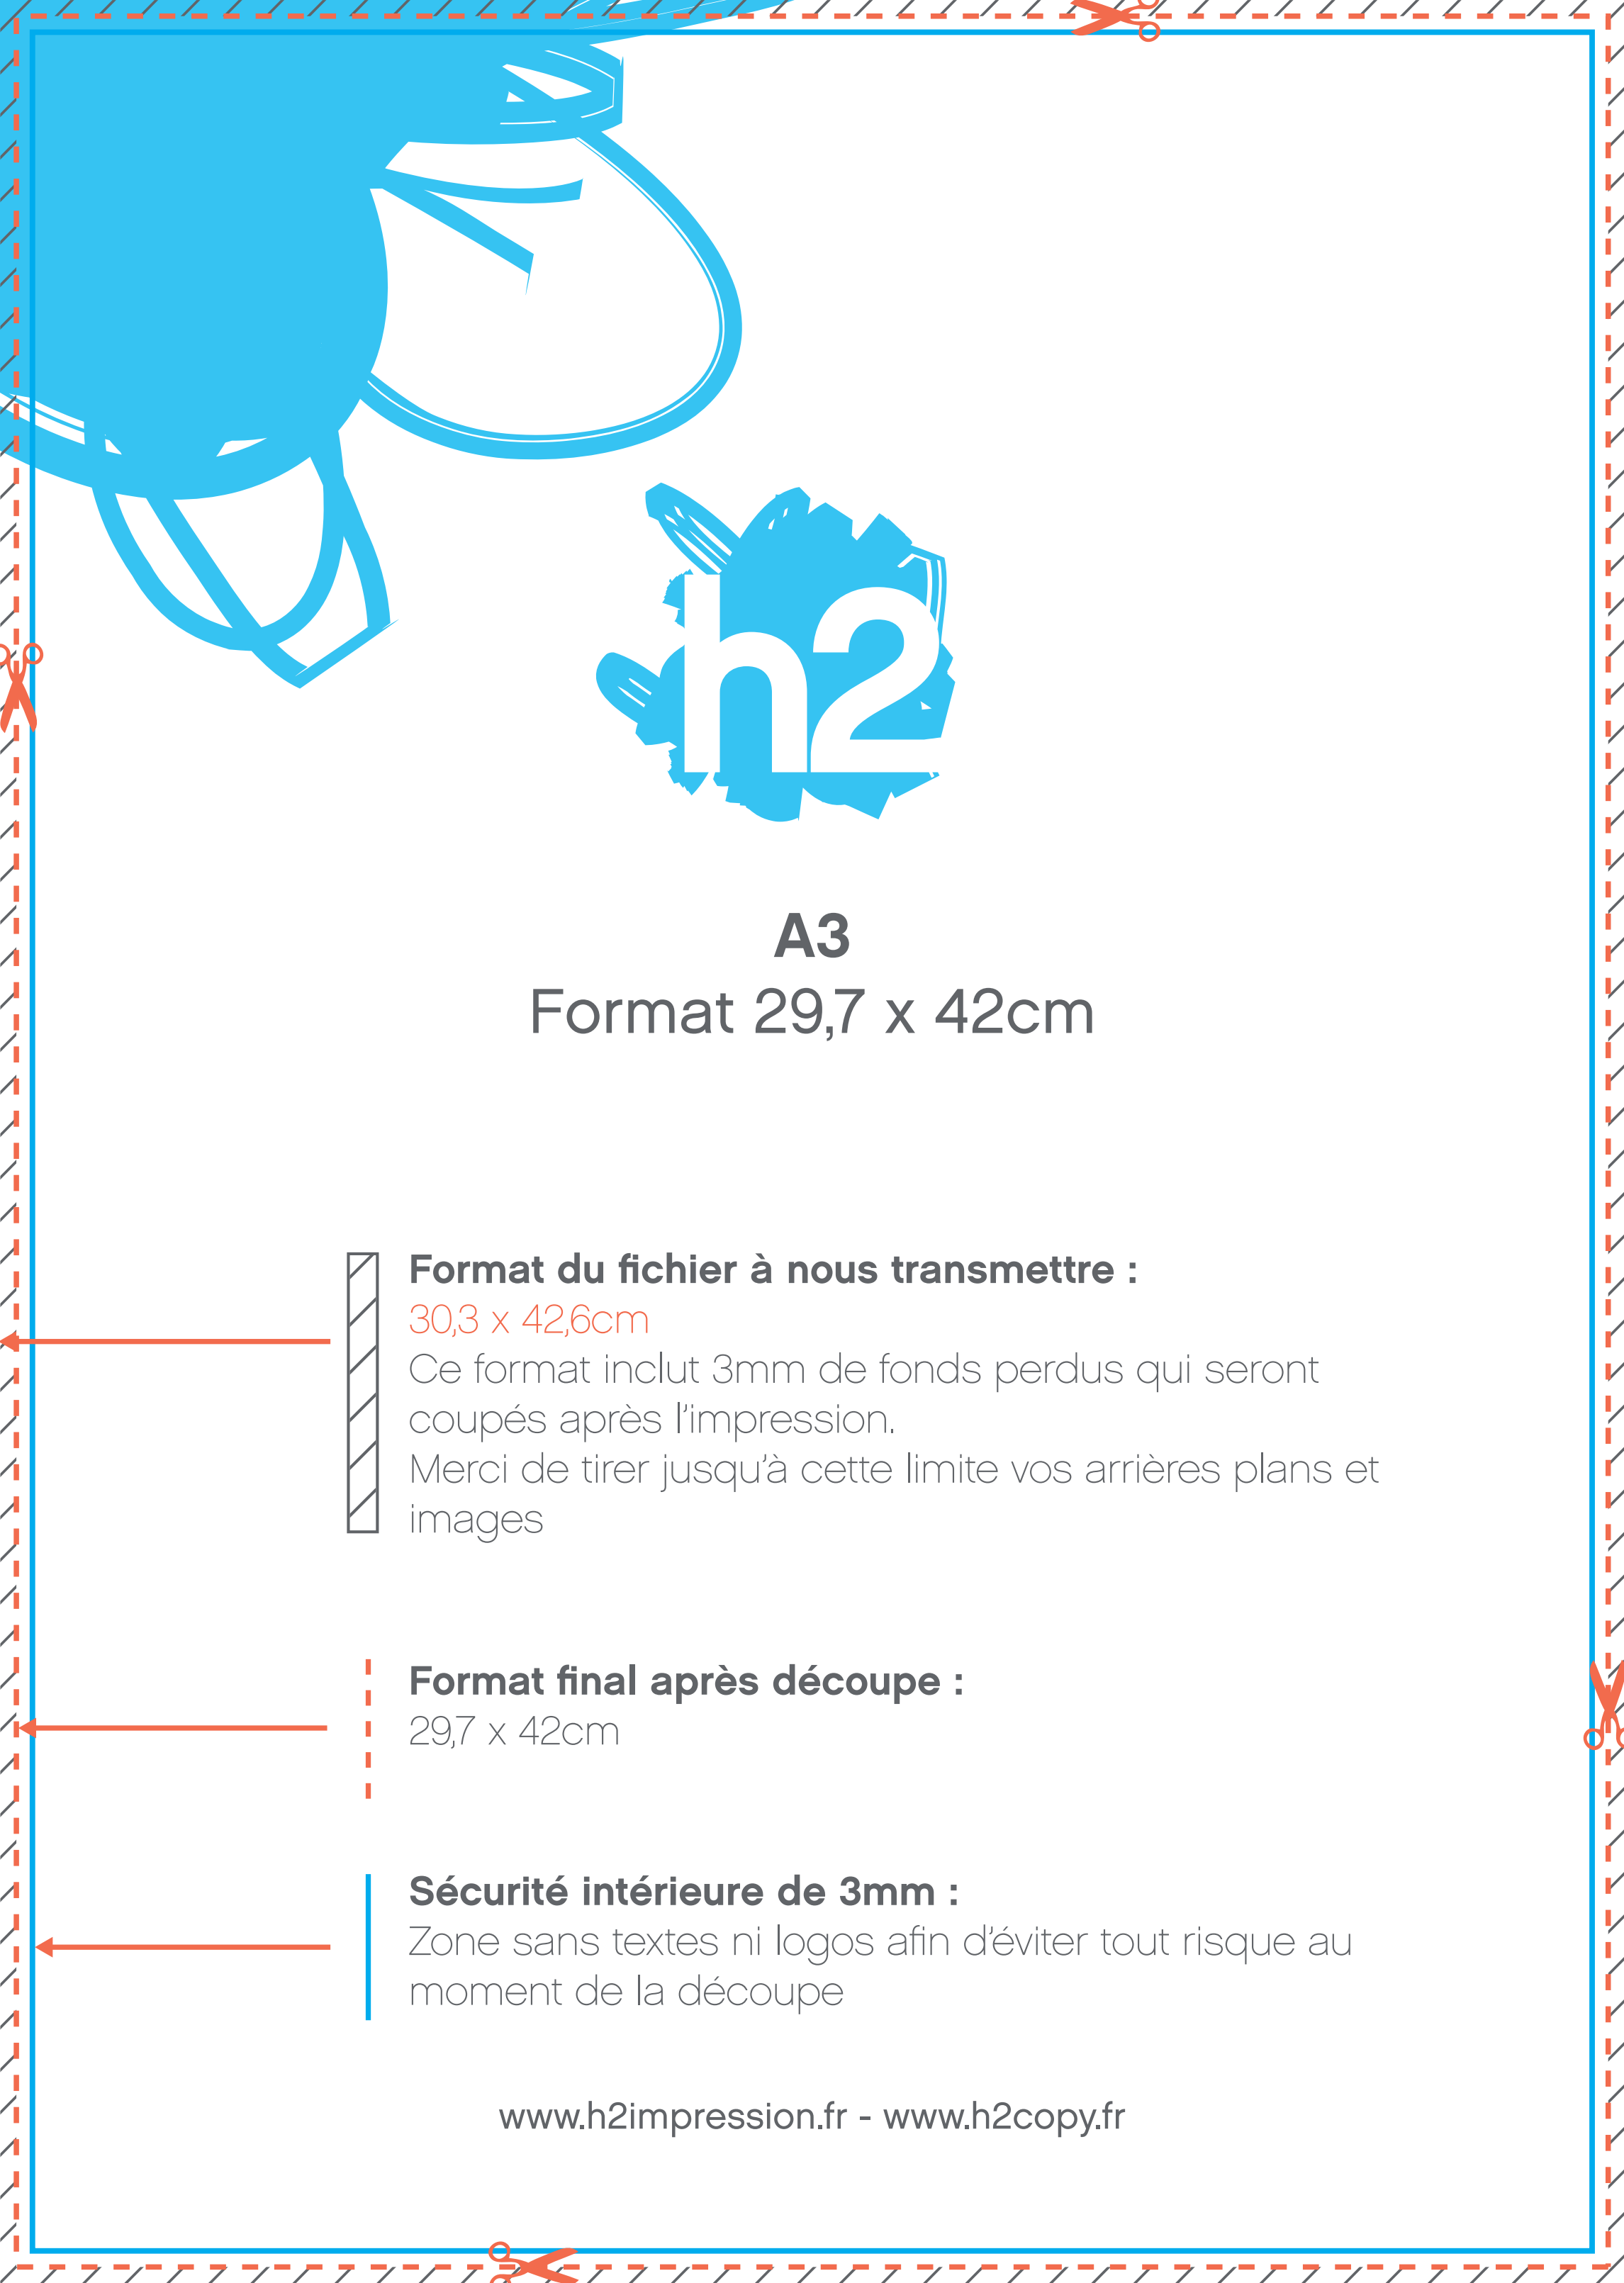 h2
A3
Format 29,7 x 42cm
Format du fichier à nous transmettre :
30,3 x 42,6cm
Ce format inclut 3mm de fonds perdus qui seront
coupés après l'impression.
Merci de tirer jusqu'à cette limite vos arrières plans et
images
Format final après découpe :
29,7 x 42cm
Sécurité intérieure de 3mm :
Zone sans textes ni logos afin d'éviter tout risque au
moment de la découpe
www.h2impression.fr - www.h2copy.fr